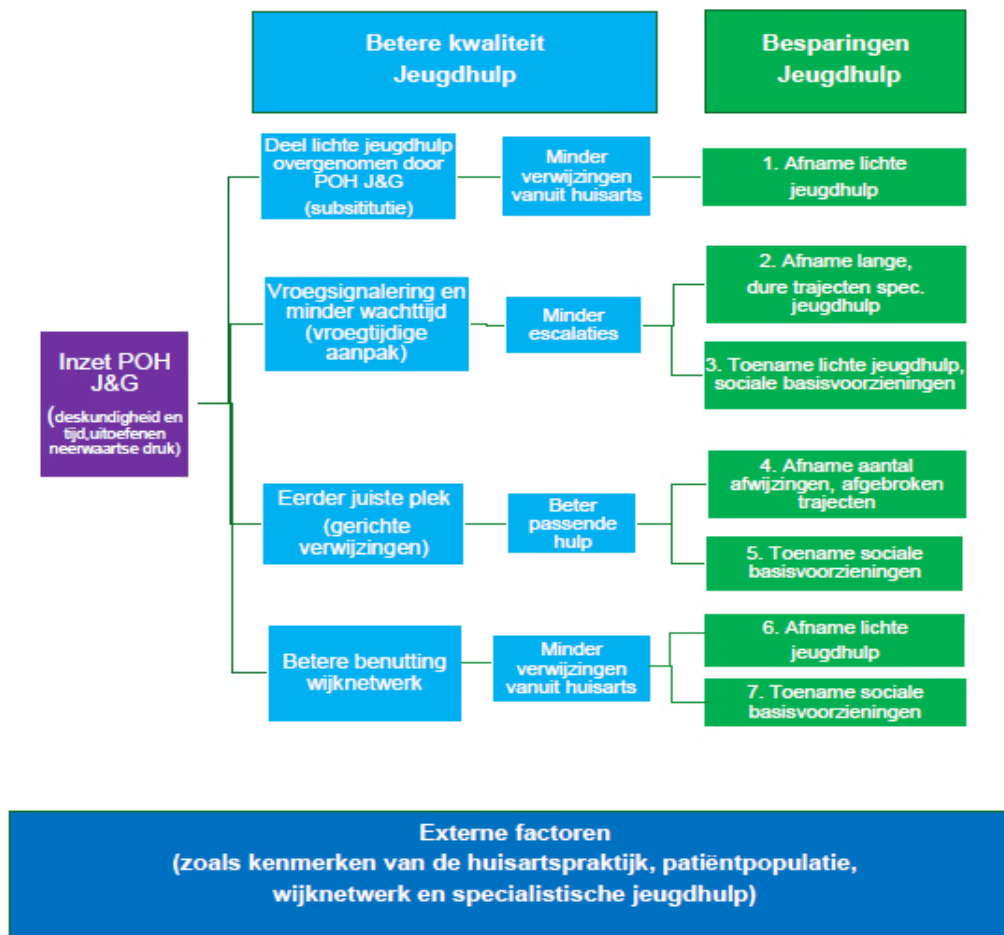 Betere kwaliteit
Jeugdhulp
Besparingen
Jeugdhulp
Deel lichte jeugdhulp
overgenomen door
POH J&G
(subsititutie)
Minder
verwijzingen
vanuit huisarts
1. Afname lichte
jeugdhulp
Vroegsignalering en
minder wachttijd
(vroegtijdige
aanpak)
Minder
escalaties
2. Afname lange,
dure trajecten spec.
jeugdhulp
3. Toename lichte jeugdhulp,
sociale basisvoorzieningen
Inzet POH
J&G
(deskundigheid en
tijd,uitoefenen
neerwaartse druk)
Eerder juiste plek
(gerichte
verwijzingen)
Beter
passende
hulp
4. Afname aantal
afwijzingen, afgebroken
trajecten
5. Toename sociale
basisvoorzieningen
Betere benutting
wijknetwerk
Minder
verwijzingen
vanuit huisarts
6. Afname lichte
jeugdhulp
7. Toename sociale
basisvoorzieningen
Externe factoren
(zoals kenmerken van de huisartspraktijk, patiëntpopulatie,
wijknetwerk en specialistische jeugdhulp)